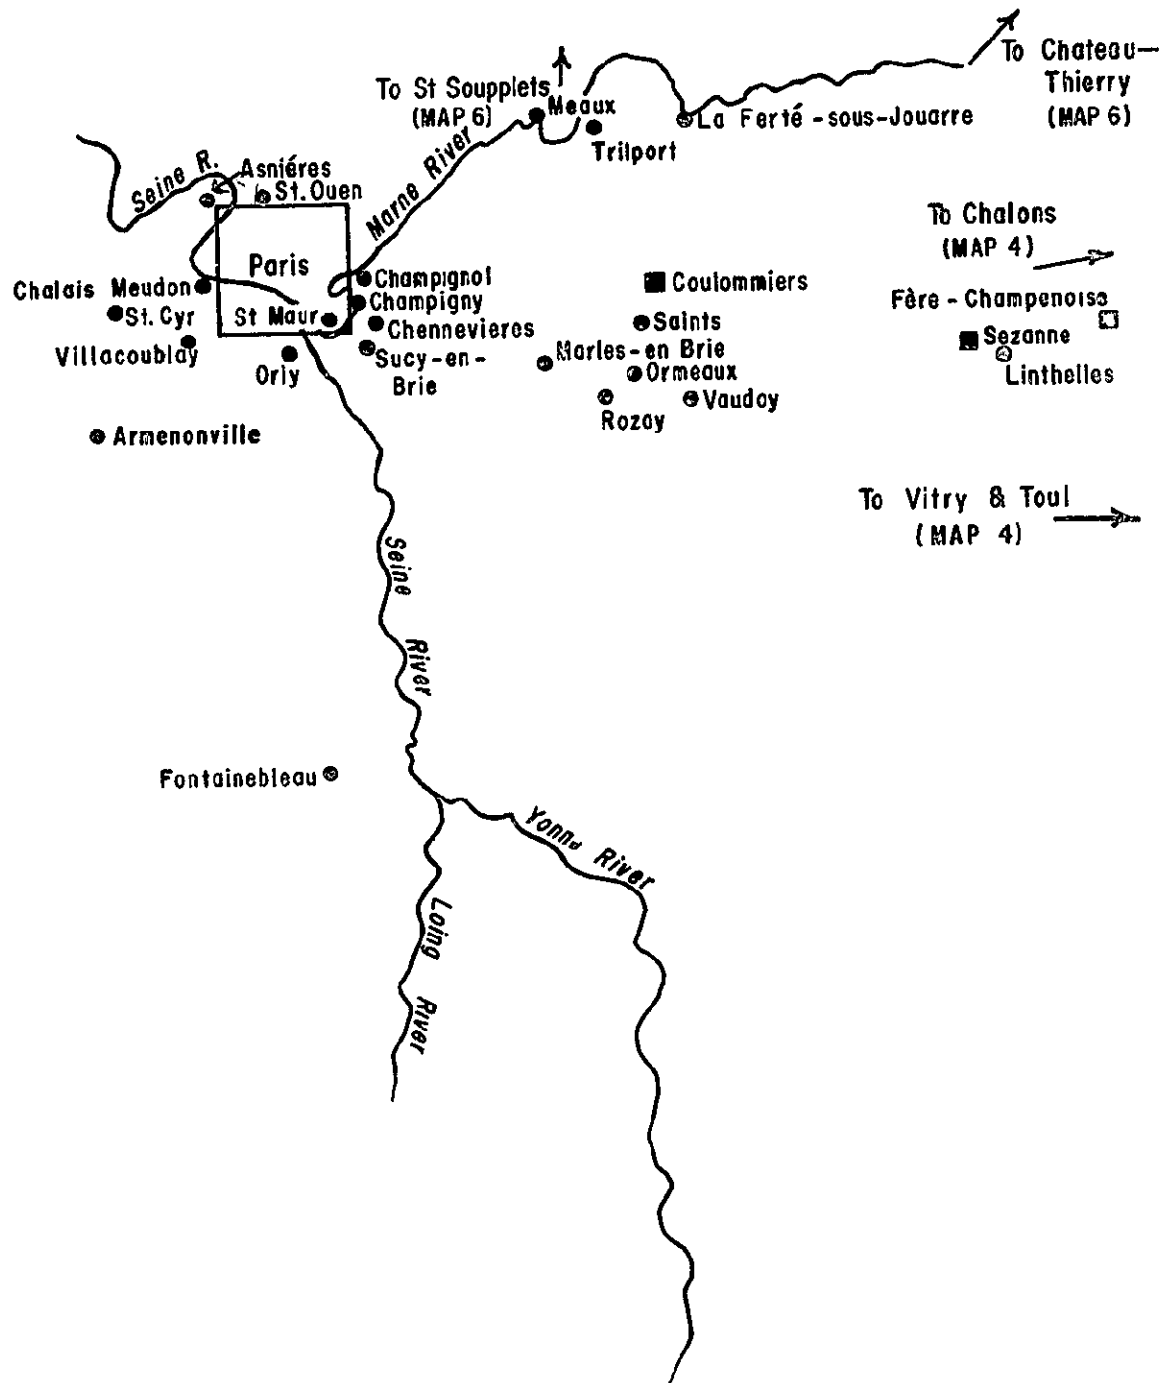 To Chateau—
Thierry
(MAP 6)
To St Soupplets
(MAP 6)
Meaux
La Ferté - sous - Jouarre
Trilport
Marne River
Seine R.
Asniéres
St. Ouen
To Chalons
(MAP 4)
Paris
Champignol
Chalais Meudon
Coulommiers
Champigny
Fère - Champenoise
St. Cyr
St Maur
Chennevieres
Saints
Sezanne
Villacoublay
Orly
Sucy - en -
Brie
Marles - en Brie
Ormeaux
Linthelles
Rozay
Vaudoy
Armenonville
To Vitry & Toul
(MAP 4)
Seine
River
Fontainebleau
Yonne River
Loing
River